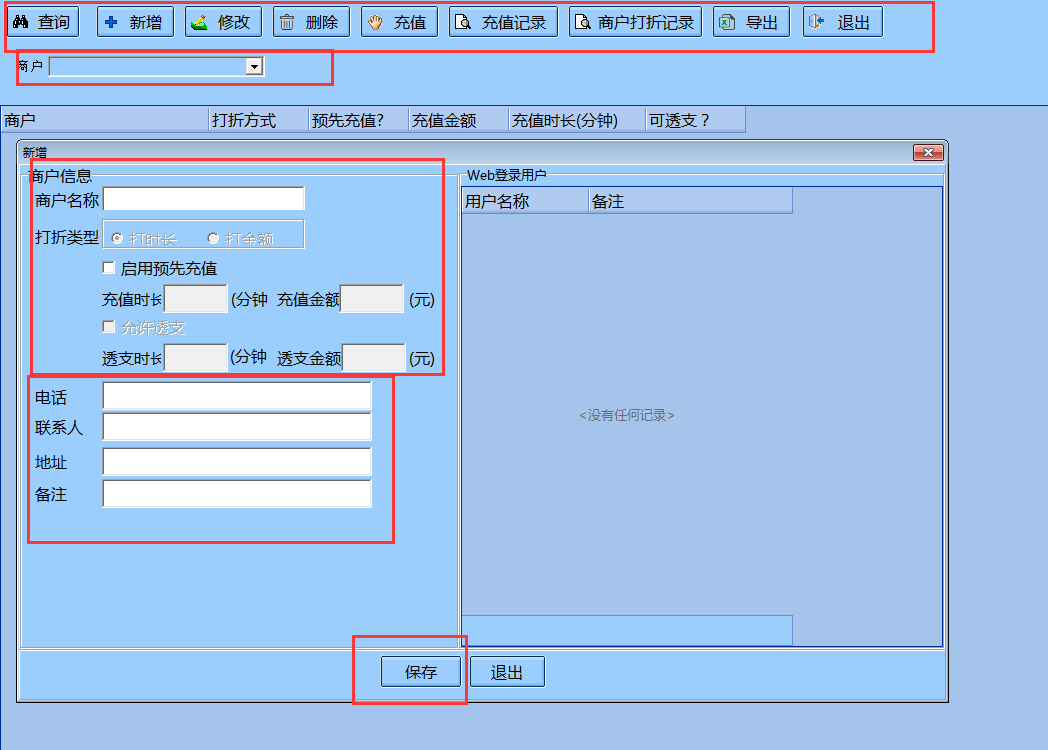 查询 新增 修改 删除 充值 充值记录 商户打折记录 导出 退出
商户
商户 打折方式 预先充值? 充值金额 充值时长(分钟) 可透支？
新增
商户信息 Web登录用户
商户名称 用户名称 备注
打折类型 打时长 打金额
启用预先充值
充值时长 (分钟 充值金额 (元)
允许透支
透支时长 (分钟 透支金额 (元)
电话
<没有任何记录>
联系人
地址
备注
保存 退出